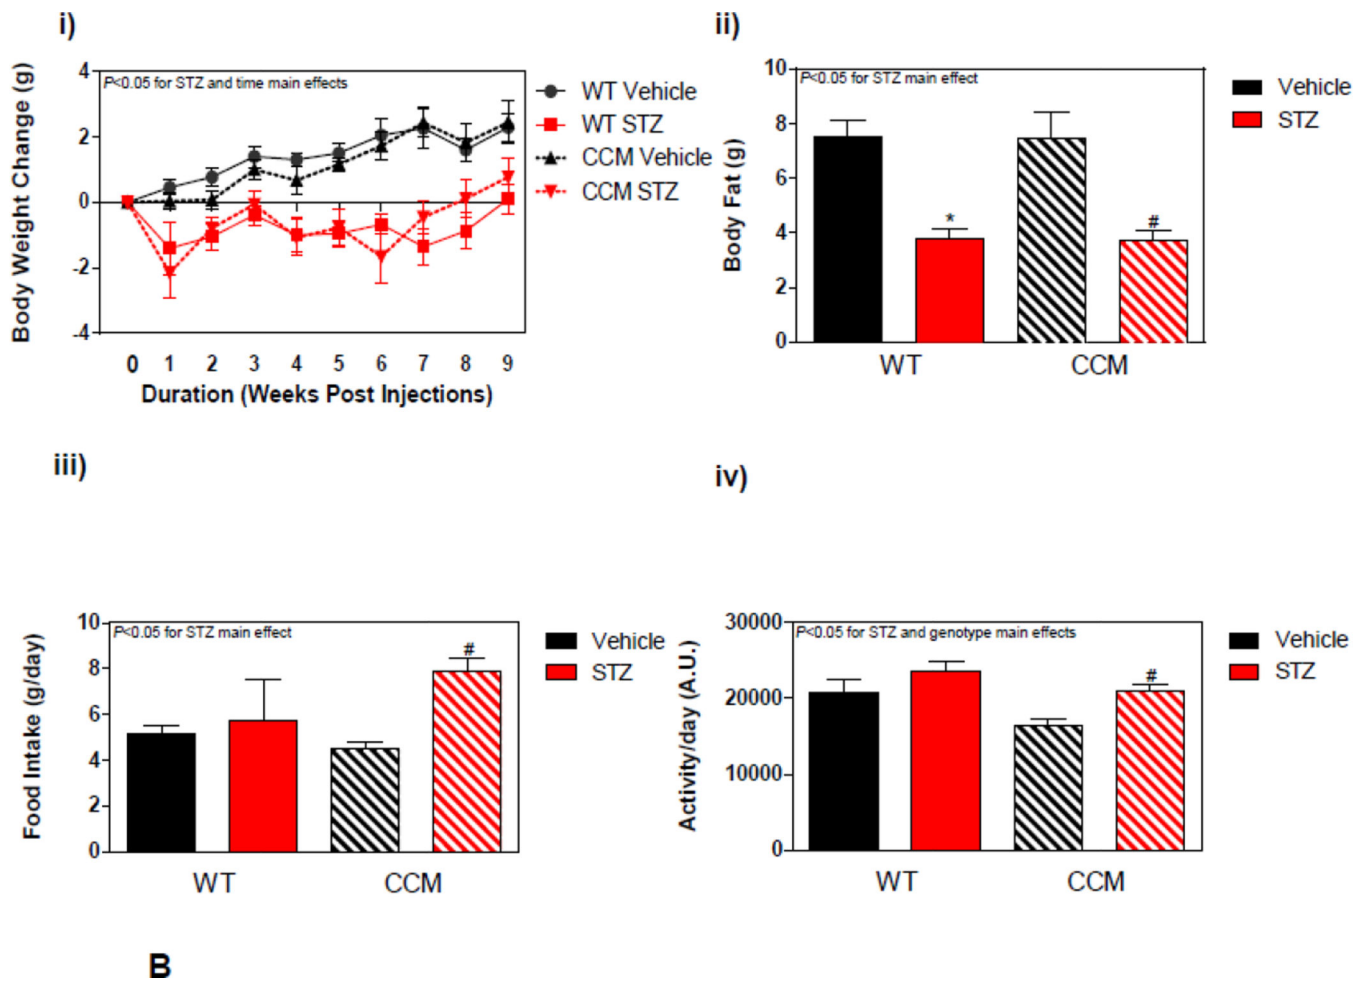 i)
P<0.05 for STZ and time main effects
Body Weight Change (g)
4
2
0
-2
-4
0 1 2 3 4 5 6 7 8 9
Duration (Weeks Post Injections)
WT Vehicle
WT STZ
CCM Vehicle
CCM STZ
ii)
P<0.05 for STZ main effect
Body Fat (g)
10
8
6
4
2
0
*
#
WT CCM
Vehicle
STZ
iii)
P<0.05 for STZ main effect
Food Intake (g/day)
10
8
6
4
2
0
#
WT CCM
Vehicle
STZ
iv)
P<0.05 for STZ and genotype main effects
Activity/day (A.U.)
30000
20000
10000
0
#
WT CCM
Vehicle
STZ
B